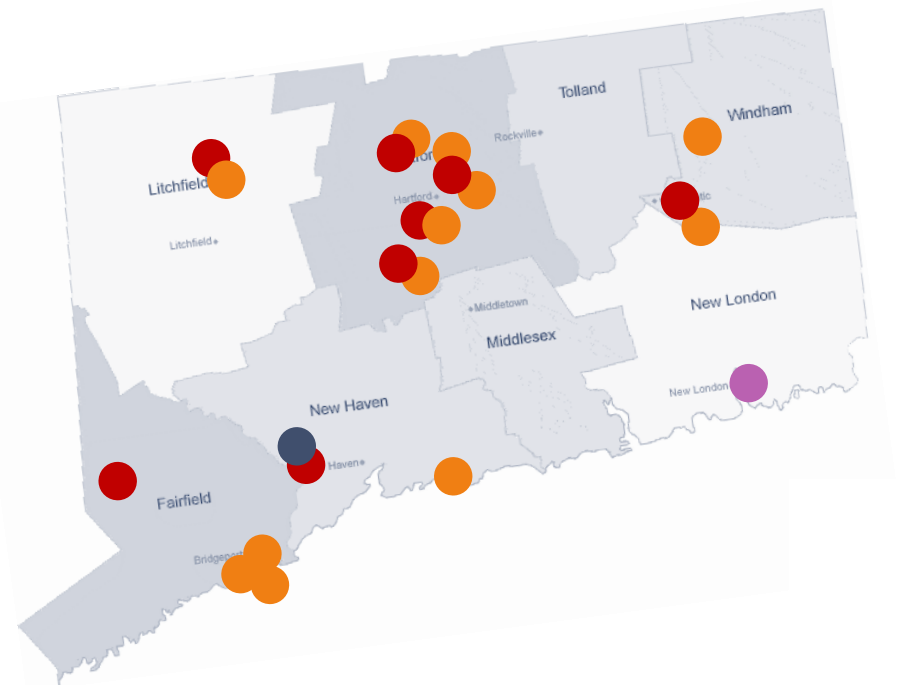 Tolland
Windham
Rockville
Litchfield
Hartford
Litchfield
New London
Middletown
Middlesex
New London
New Haven
Haven
Fairfield